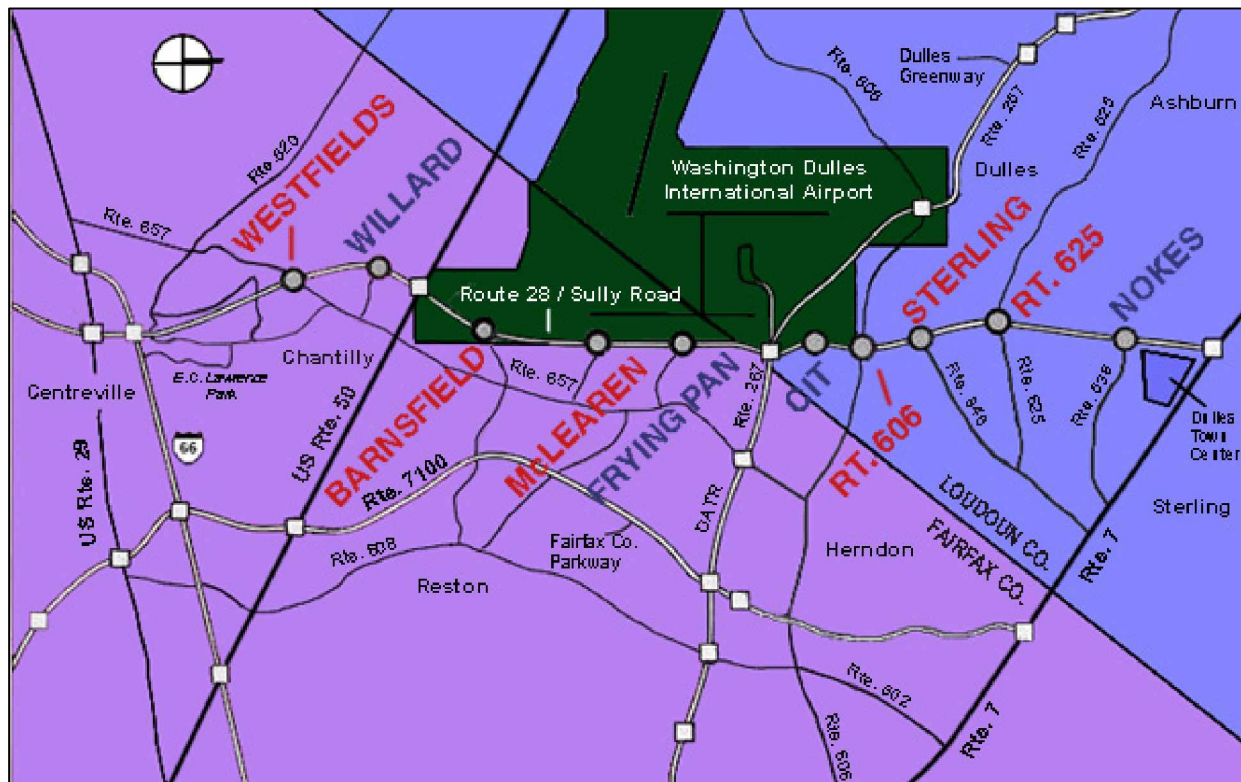 Dulles
Greenway
Rte. 606
Rte. 267
Rte. 625
Ashburn
Rte. 620
WESTFIELDS
WILLARD
Washington Dulles
International Airport
Dulles
Rte. 657
STERLING
RT. 625
NOKES
Route 28 / Sully Road
Chantilly
E.C. Lawrence
Park
Centreville
66
US Rte. 29
US Rte. 50
BARNSFIELD
Rte. 657
McLEAREN
FRYING PAN
Rte. 267
CIT
RT. 606
Rte. 640
Rte. 625
Dulles
Town
Center
Sterling
Rte. 7100
DATR
LOUDOUN CO.
FAIRFAX CO.
Rte. 7
Rte. 608
Fairfax Co.
Parkway
Herndon
Reston
Rte. 602
Rte. 606
Rte. 7